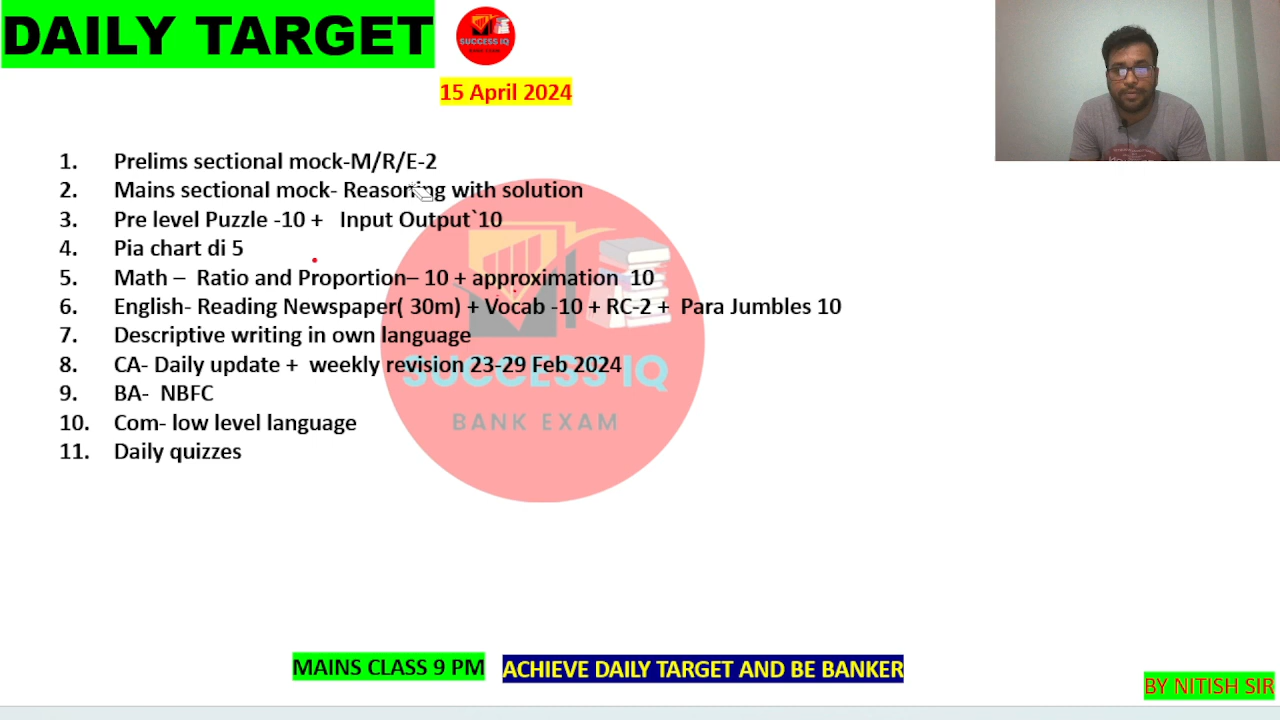 DAILY TARGET
SUCCESS IQ
BANK EXAM
15 April 2024
1. Prelims sectional mock-M/R/E-2
2. Mains sectional mock- Reasoning with solution
3. Pre level Puzzle -10 + Input Output`10
4. Pia chart di 5
5. Math – Ratio and Proportion– 10 + approximation 10
6. English- Reading Newspaper( 30m) + Vocab -10 + RC-2 + Para Jumbles 10
7. Descriptive writing in own language
8. CA- Daily update + weekly revision 23-29 Feb 2024
9. BA- NBFC
10. Com- low level language
11. Daily quizzes
SUCCESS IQ
BANK EXAM
MAINS CLASS 9 PM
ACHIEVE DAILY TARGET AND BE BANKER
BY NITISH SIR